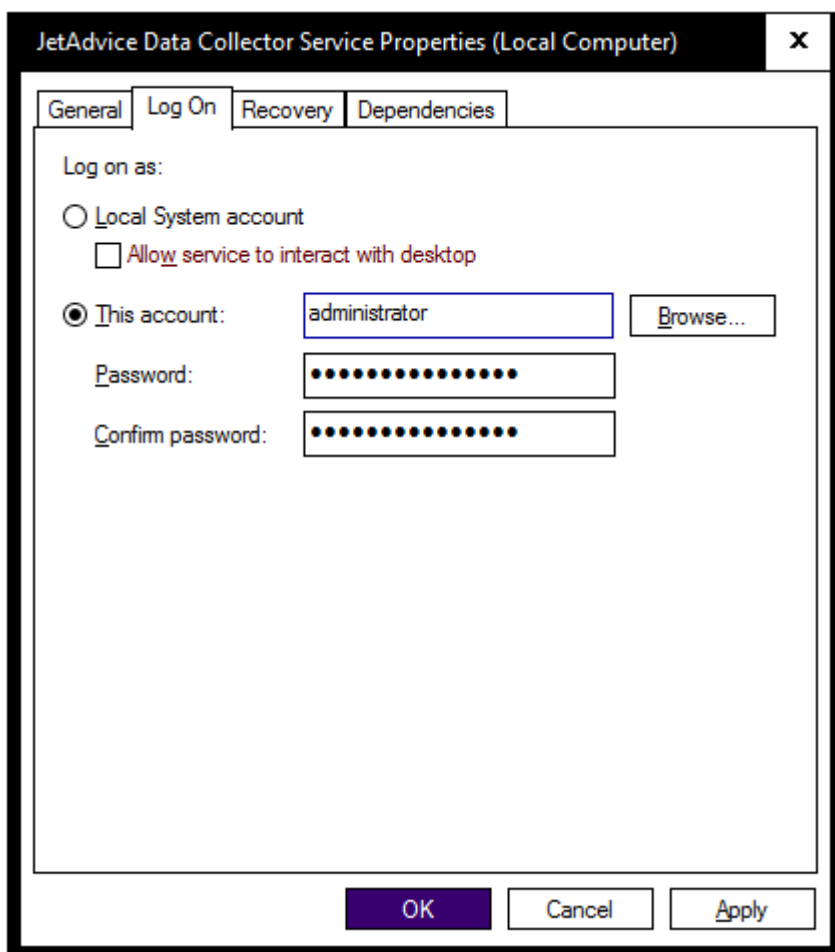 JetAdvice Data Collector Service Properties (Local Computer) x
General Log On Recovery Dependencies
Log on as:
Local System account
Allow service to interact with desktop
This account: administrator Browse...
Password: •••••••••••••••
Confirm password: •••••••••••••••
OK Cancel Apply